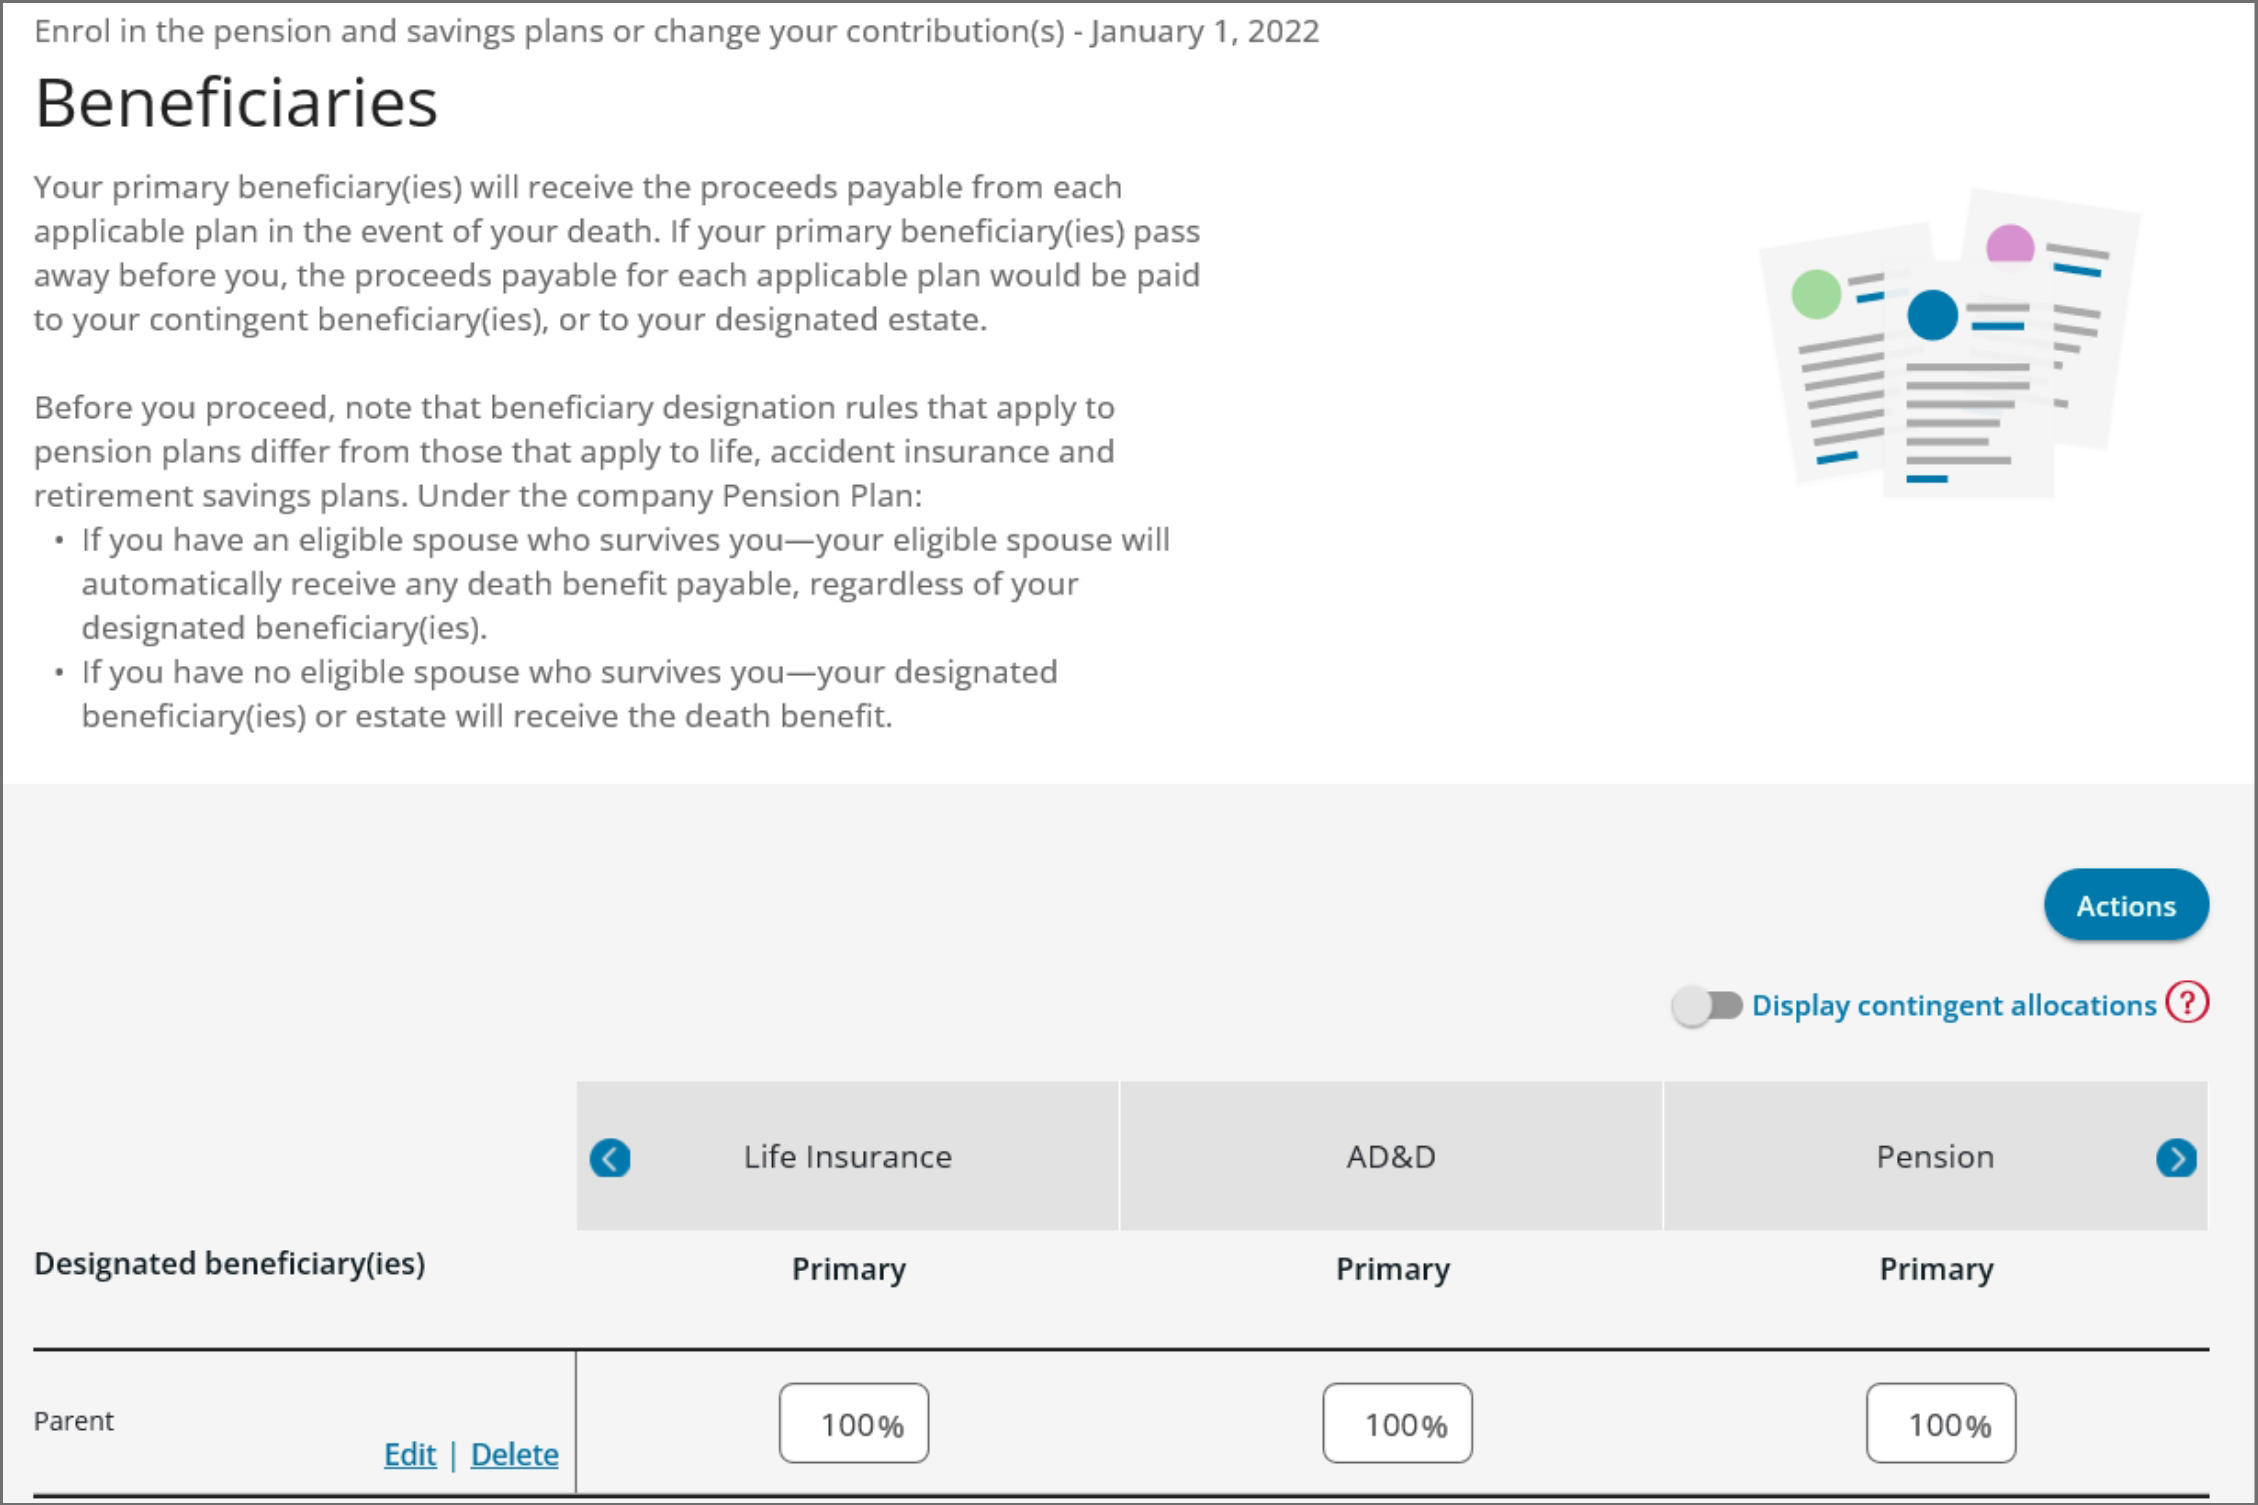 Enrol in the pension and savings plans or change your contribution(s) - January 1, 2022
Beneficiaries
Your primary beneficiary(ies) will receive the proceeds payable from each
applicable plan in the event of your death. If your primary beneficiary(ies) pass
away before you, the proceeds payable for each applicable plan would be paid
to your contingent beneficiary(ies), or to your designated estate.
Before you proceed, note that beneficiary designation rules that apply to
pension plans differ from those that apply to life, accident insurance and
retirement savings plans. Under the company Pension Plan:
• If you have an eligible spouse who survives you—your eligible spouse will
automatically receive any death benefit payable, regardless of your
designated beneficiary(ies).
• If you have no eligible spouse who survives you—your designated
beneficiary(ies) or estate will receive the death benefit.
Actions
Display contingent allocations ?
Life Insurance AD&D Pension
Designated beneficiary(ies) Primary Primary Primary
Parent 100% 100% 100%
Edit | Delete